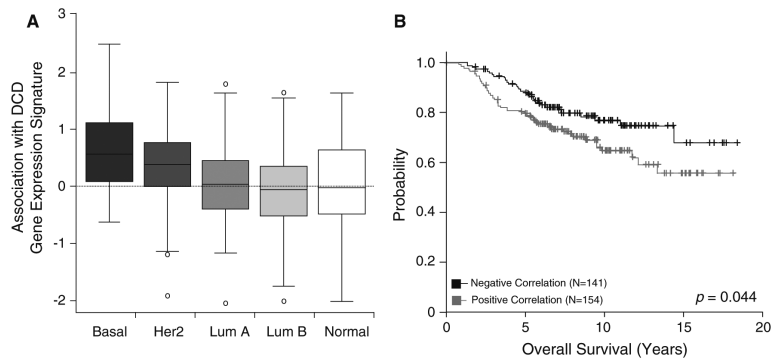 A
Association with DCD
Gene Expression Signature
3
2
1
0
-1
-2
Basal Her2 Lum A Lum B Normal
B
Probability
1.0
0.8
0.6
0.4
0.2
0
Negative Correlation (N=141)
Positive Correlation (N=154)
p = 0.044
0 5 10 15 20
Overall Survival (Years)